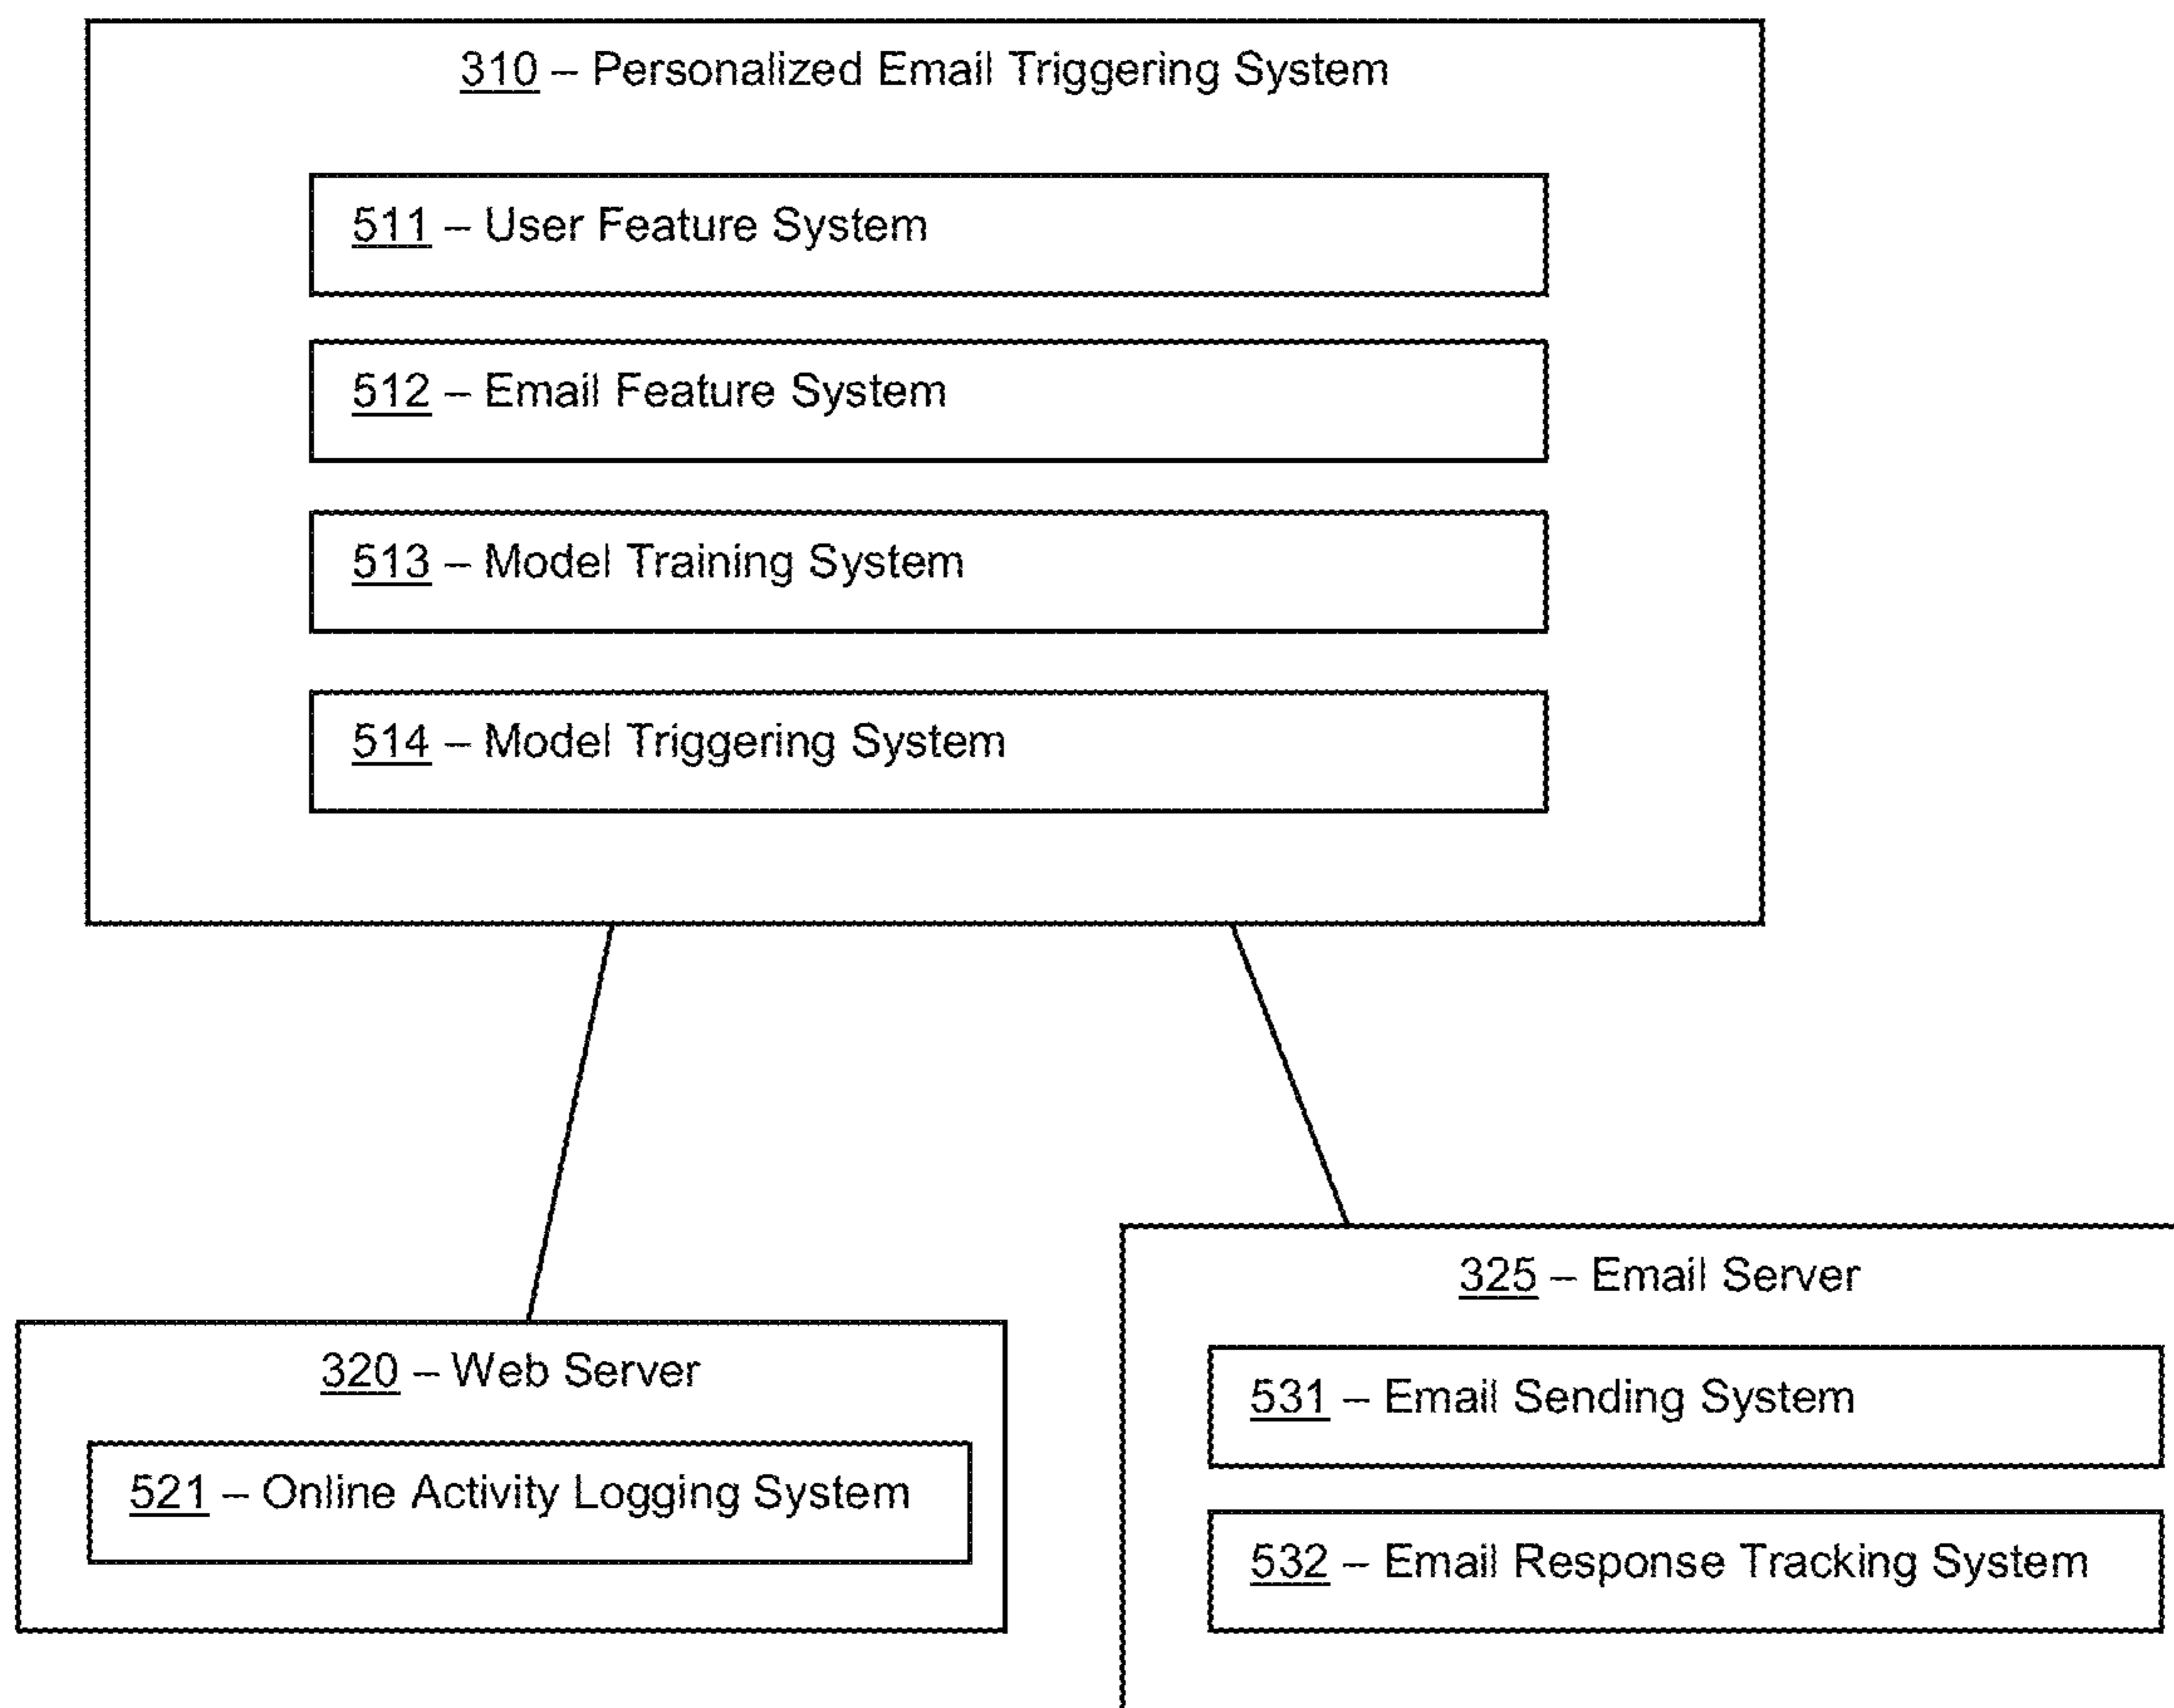 310 – Personalized Email Triggering System
511 – User Feature System
512 – Email Feature System
513 – Model Training System
514 – Model Triggering System
320 – Web Server
521 – Online Activity Logging System
325 – Email Server
531 – Email Sending System
532 – Email Response Tracking System